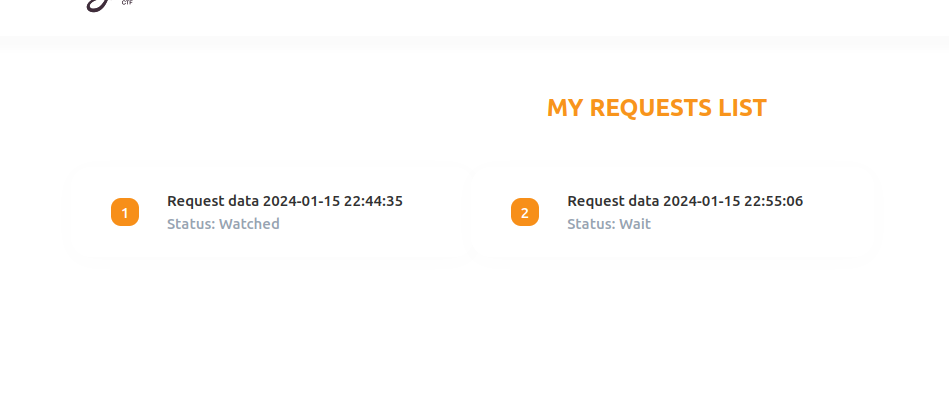 CTF
MY REQUESTS LIST
1
Request data 2024-01-15 22:44:35
Status: Watched
2
Request data 2024-01-15 22:55:06
Status: Wait